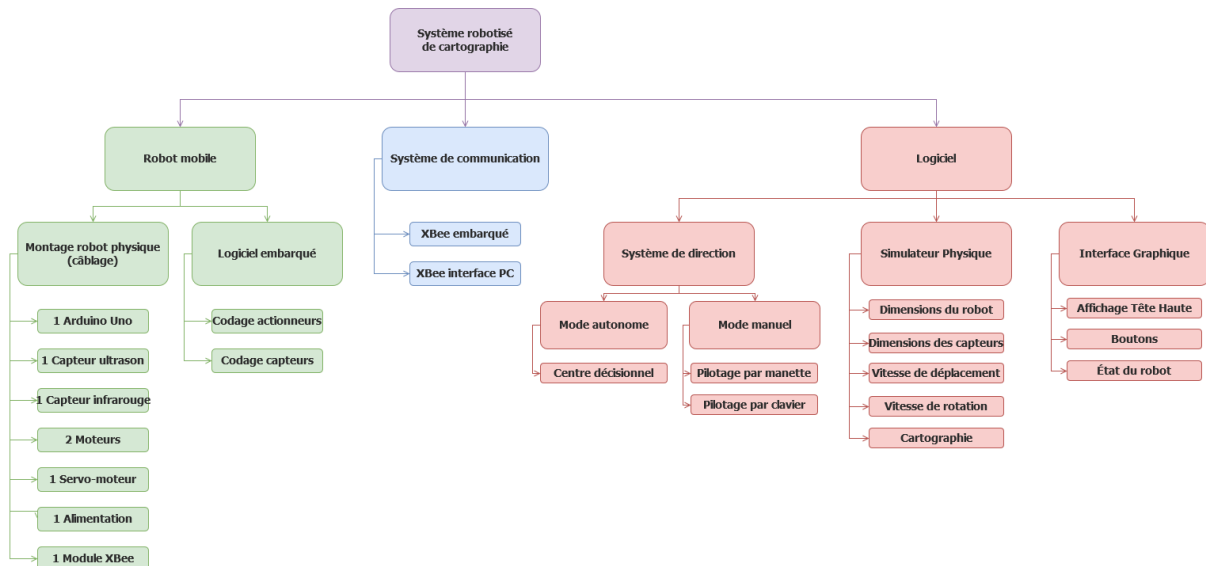 Système robotisé
de cartographie
Robot mobile
Système de communication
Logiciel
Montage robot physique
(câblage)
Logiciel embarqué
XBee embarqué
XBee interface PC
Système de direction
Simulateur Physique
Interface Graphique
1 Arduino Uno
1 Capteur ultrason
1 Capteur infrarouge
2 Moteurs
1 Servo-moteur
1 Alimentation
1 Module XBee
Codage actionneurs
Codage capteurs
Mode autonome
Centre décisionnel
Mode manuel
Pilotage par manette
Pilotage par clavier
Dimensions du robot
Dimensions des capteurs
Vitesse de déplacement
Vitesse de rotation
Cartographie
Affichage Tête Haute
Boutons
État du robot